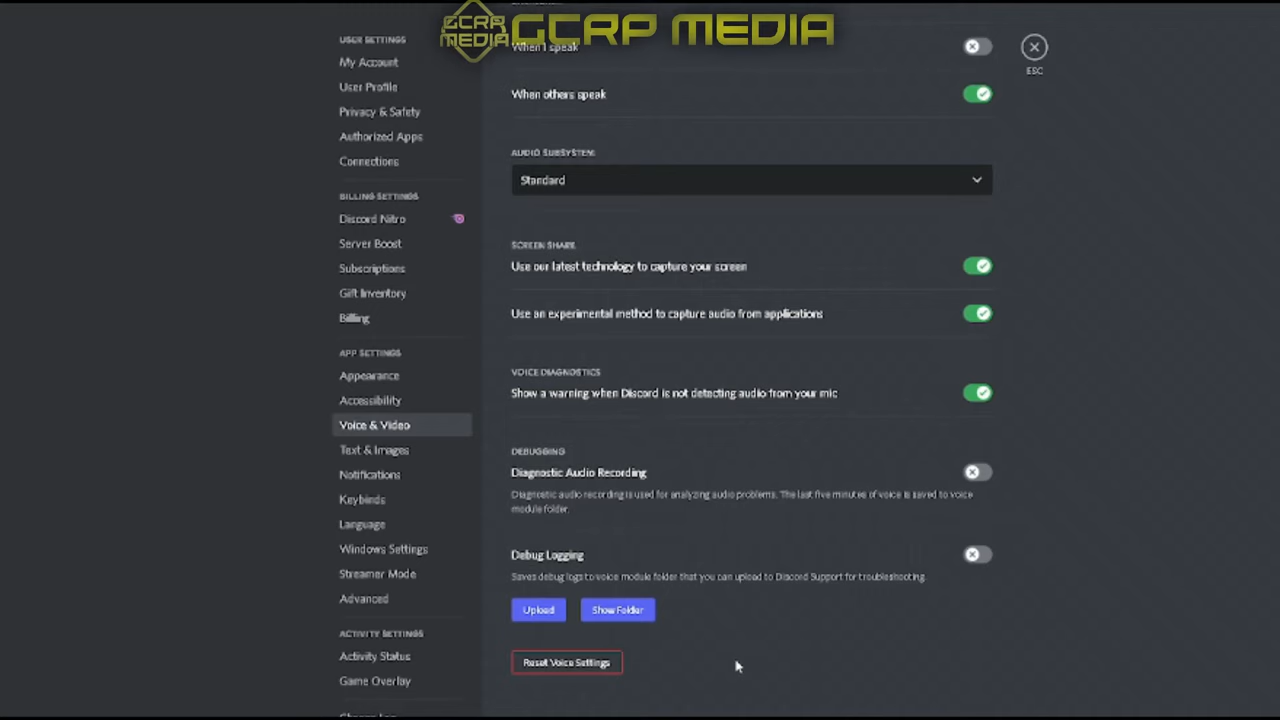 GCRP
MEDIA
GCRP MEDIA
USER SETTINGS
My Account
User Profile
Privacy & Safety
Authorized Apps
Connections
BILLING SETTINGS
Discord Nitro
Server Boost
Subscriptions
Gift Inventory
Billing
APP SETTINGS
Appearance
Accessibility
Voice & Video
Text & Images
Notifications
Keybinds
Language
Windows Settings
Streamer Mode
Advanced
ACTIVITY SETTINGS
Activity Status
Game Overlay
When I speak
When others speak
AUDIO SUBSYSTEM
Standard
SCREEN SHARE
Use our latest technology to capture your screen
Use an experimental method to capture audio from applications
VOICE DIAGNOSTICS
Show a warning when Discord is not detecting audio from your mic
DEBUGGING
Diagnostic Audio Recording
Diagnostic audio recording is used for analyzing audio problems. The last five minutes of voice is saved to voice
module folder.
Debug Logging
Saves debug logs to voice module folder that you can upload to Discord Support for troubleshooting.
Upload
Show Folder
Reset Voice Settings
ESC